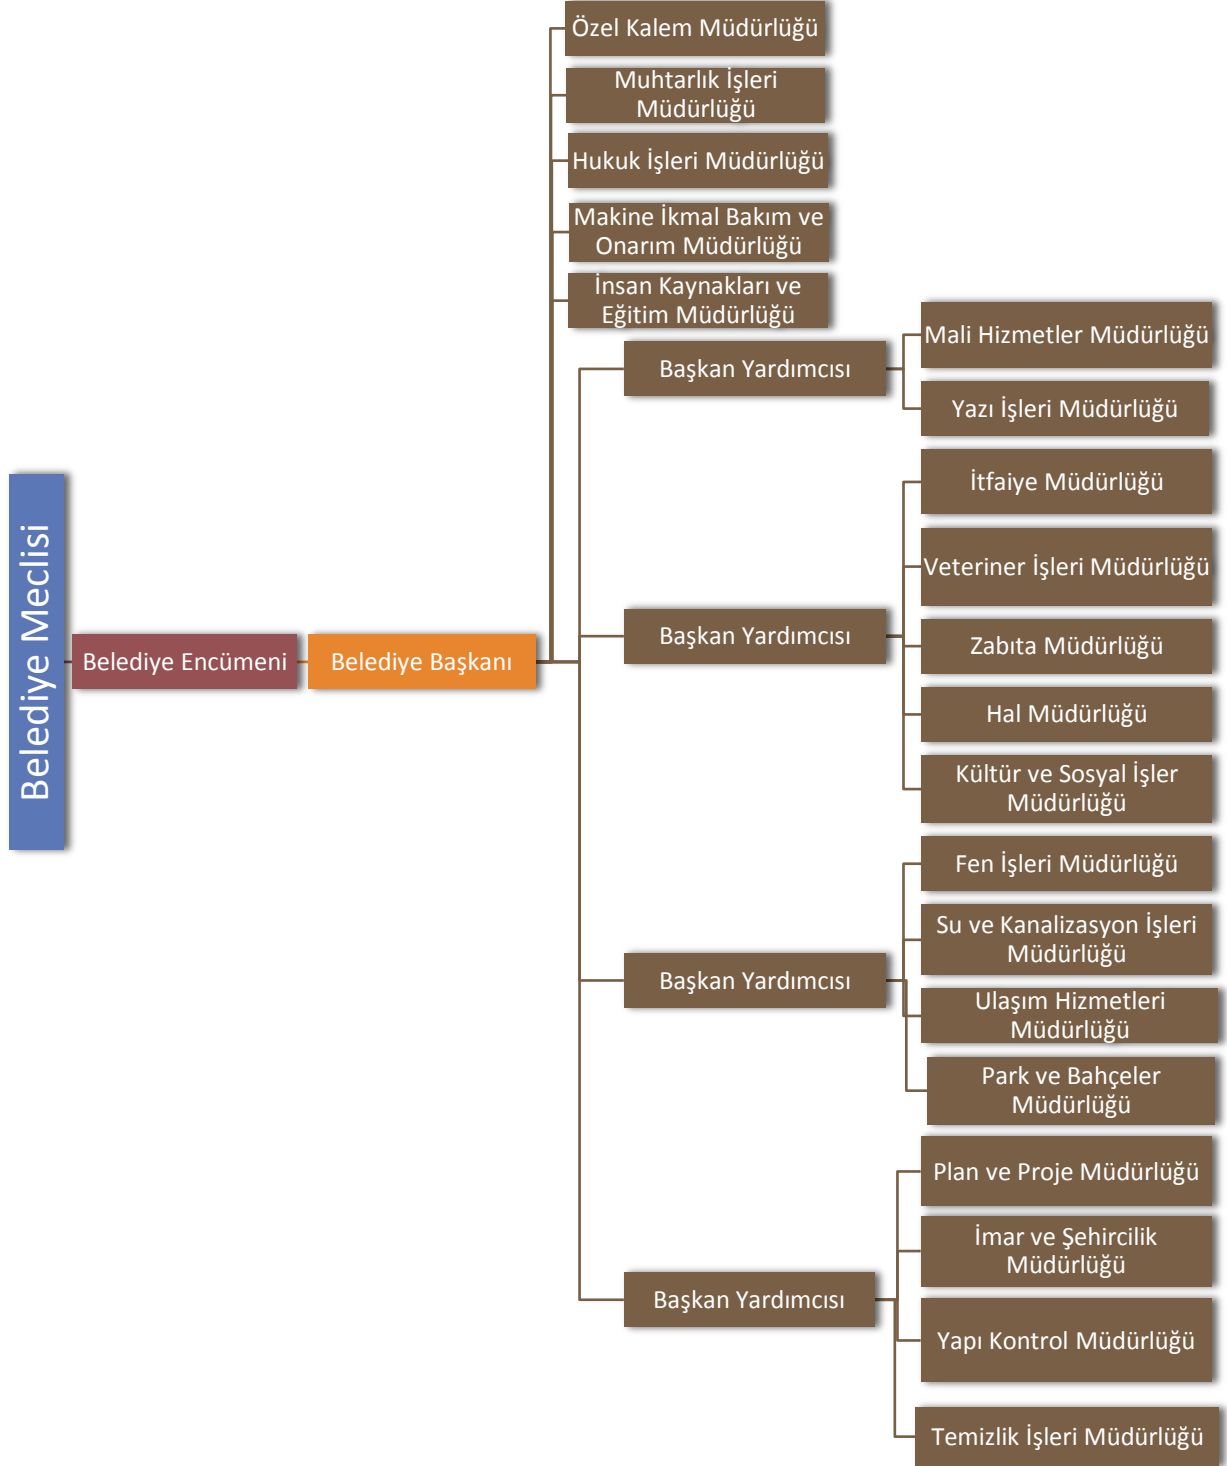 Belediye Meclisi
Belediye Encümeni
Belediye Başkanı
Özel Kalem Müdürlüğü
Muhtarlık İşleri
Müdürlüğü
Hukuk İşleri Müdürlüğü
Makine İkmal Bakım ve
Onarım Müdürlüğü
İnsan Kaynakları ve
Eğitim Müdürlüğü
Başkan Yardımcısı
Mali Hizmetler Müdürlüğü
Yazı İşleri Müdürlüğü
Başkan Yardımcısı
İtfaiye Müdürlüğü
Veteriner İşleri Müdürlüğü
Zabıta Müdürlüğü
Hal Müdürlüğü
Kültür ve Sosyal İşler
Müdürlüğü
Başkan Yardımcısı
Fen İşleri Müdürlüğü
Su ve Kanalizasyon İşleri
Müdürlüğü
Ulaşım Hizmetleri
Müdürlüğü
Park ve Bahçeler
Müdürlüğü
Başkan Yardımcısı
Plan ve Proje Müdürlüğü
İmar ve Şehircilik
Müdürlüğü
Yapı Kontrol Müdürlüğü
Temizlik İşleri Müdürlüğü